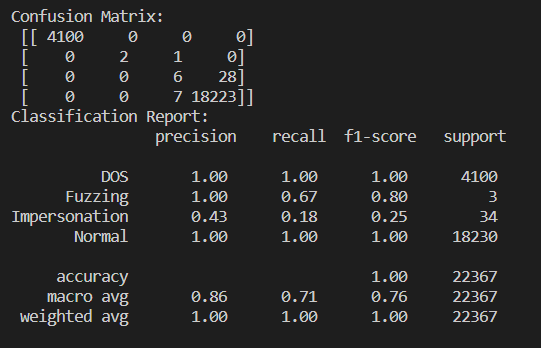 Confusion Matrix:
[[ 4100 0 0 0]
[ 0 2 1 0]
[ 0 0 6 28]
[ 0 0 7 18223]]
Classification Report:
precision recall f1-score support
DOS 1.00 1.00 1.00 4100
Fuzzing 1.00 0.67 0.80 3
Impersonation 0.43 0.18 0.25 34
Normal 1.00 1.00 1.00 18230
accuracy 1.00 22367
macro avg 0.86 0.71 0.76 22367
weighted avg 1.00 1.00 1.00 22367